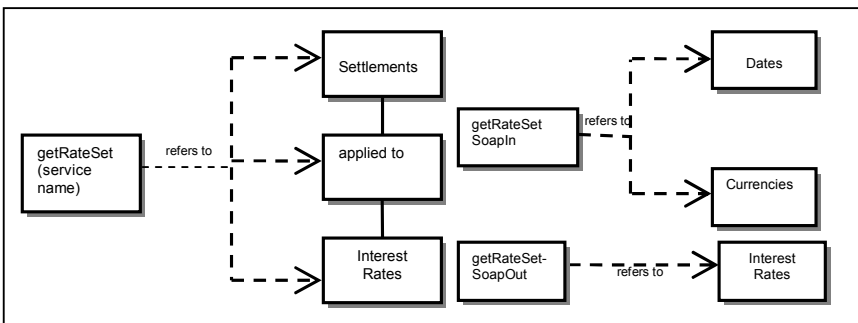 getRateSet
(service
name)
refers to
Settlements
applied to
Interest
Rates
getRateSet
SoapIn
refers to
Dates
Currencies
getRateSet-
SoapOut
refers to
Interest
Rates